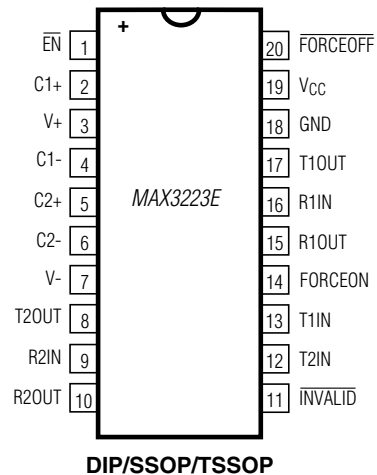 +
EN 1 20 FORCEOFF
C1+ 2 19 VCC
V+ 3 18 GND
C1- 4 17 T1OUT
C2+ 5 MAX3223E 16 R1IN
C2- 6 15 R1OUT
V- 7 14 FORCEON
T2OUT 8 13 T1IN
R2IN 9 12 T2IN
R2OUT 10 11 INVALID
DIP/SSOP/TSSOP